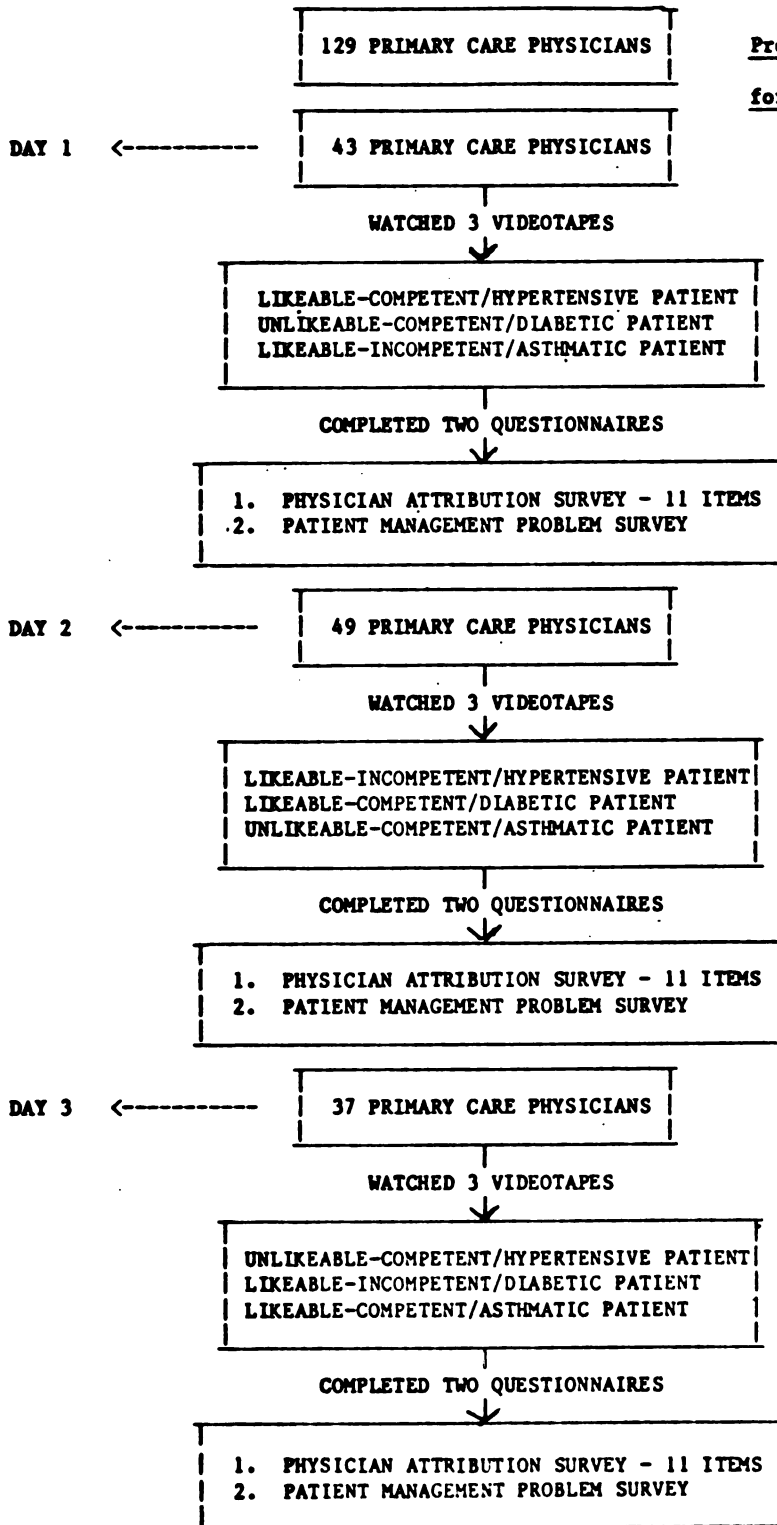 129 PRIMARY CARE PHYSICIANS
DAY 1 <---------- 43 PRIMARY CARE PHYSICIANS
WATCHED 3 VIDEOTAPES
LIKEABLE-COMPETENT/HYPERTENSIVE PATIENT
UNLIKEABLE-COMPETENT/DIABETIC PATIENT
LIKEABLE-INCOMPETENT/ASTHMATIC PATIENT
COMPLETED TWO QUESTIONNAIRES
1. PHYSICIAN ATTRIBUTION SURVEY - 11 ITEMS
2. PATIENT MANAGEMENT PROBLEM SURVEY
DAY 2 <---------- 49 PRIMARY CARE PHYSICIANS
WATCHED 3 VIDEOTAPES
LIKEABLE-INCOMPETENT/HYPERTENSIVE PATIENT
LIKEABLE-COMPETENT/DIABETIC PATIENT
UNLIKEABLE-COMPETENT/ASTHMATIC PATIENT
COMPLETED TWO QUESTIONNAIRES
1. PHYSICIAN ATTRIBUTION SURVEY - 11 ITEMS
2. PATIENT MANAGEMENT PROBLEM SURVEY
DAY 3 <---------- 37 PRIMARY CARE PHYSICIANS
WATCHED 3 VIDEOTAPES
UNLIKEABLE-COMPETENT/HYPERTENSIVE PATIENT
LIKEABLE-INCOMPETENT/DIABETIC PATIENT
LIKEABLE-COMPETENT/ASTHMATIC PATIENT
COMPLETED TWO QUESTIONNAIRES
1. PHYSICIAN ATTRIBUTION SURVEY - 11 ITEMS
2. PATIENT MANAGEMENT PROBLEM SURVEY